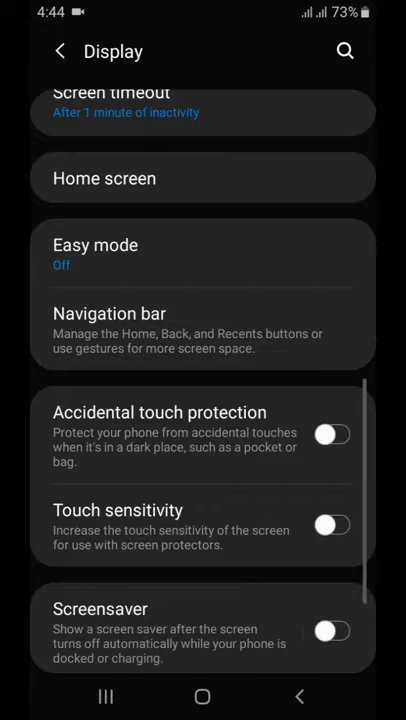 4:44
73%
Display
Screen timeout
After 1 minute of inactivity
Home screen
Easy mode
Off
Navigation bar
Manage the Home, Back, and Recents buttons or
use gestures for more screen space.
Accidental touch protection
Protect your phone from accidental touches
when it's in a dark place, such as a pocket or
bag.
Touch sensitivity
Increase the touch sensitivity of the screen
for use with screen protectors.
Screensaver
Show a screen saver after the screen
turns off automatically while your phone is
docked or charging.